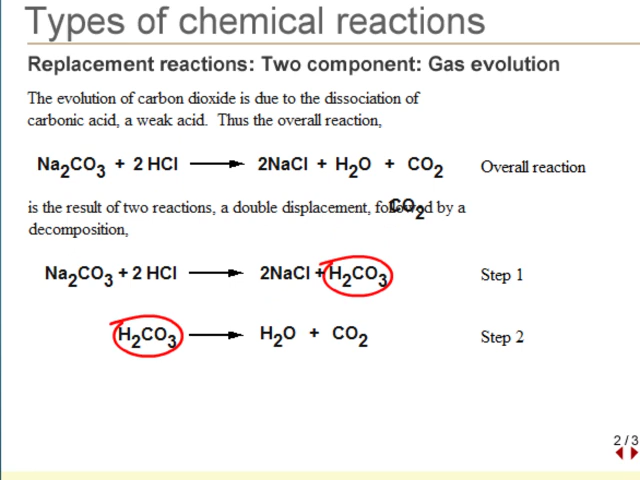 Types of chemical reactions
Replacement reactions: Two component: Gas evolution
The evolution of carbon dioxide is due to the dissociation of
carbonic acid, a weak acid. Thus the overall reaction,
Na₂CO₃ + 2 HCl ⟶ 2NaCl + H₂O + CO₂ Overall reaction
is the result of two reactions, a double displacement, followed by a
CO₂
decomposition,
Na₂CO₃ + 2 HCl ⟶ 2NaCl + H₂CO₃ Step 1
H₂CO₃ ⟶ H₂O + CO₂ Step 2
2 / 3